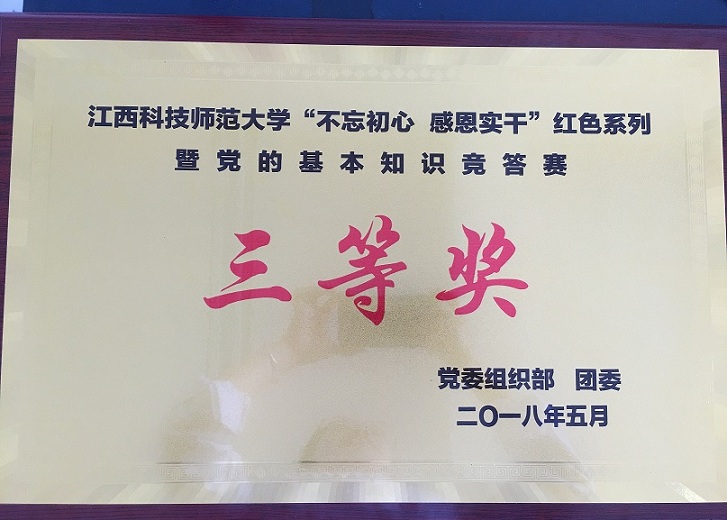 江西科技师范大学“不忘初心 感恩实干”红色系列
暨党的基本知识竞答赛
三等奖
党委组织部 团委
二〇一八年五月